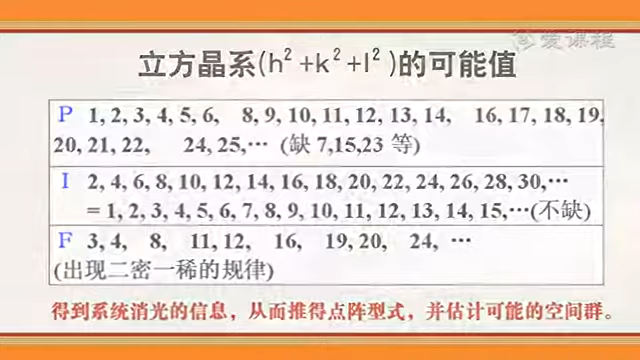 爱课程
立方晶系(h²+k²+l²)的可能值
P 1, 2, 3, 4, 5, 6, 8, 9, 10, 11, 12, 13, 14, 16, 17, 18, 19,
20, 21, 22, 24, 25,··· (缺 7,15,23 等)
I 2, 4, 6, 8, 10, 12, 14, 16, 18, 20, 22, 24, 26, 28, 30,···
= 1, 2, 3, 4, 5, 6, 7, 8, 9, 10, 11, 12, 13, 14, 15,···(不缺)
F 3, 4, 8, 11, 12, 16, 19, 20, 24, ···
(出现二密一稀的规律)
得到系统消光的信息，从而推得点阵型式，并估计可能的空间群。